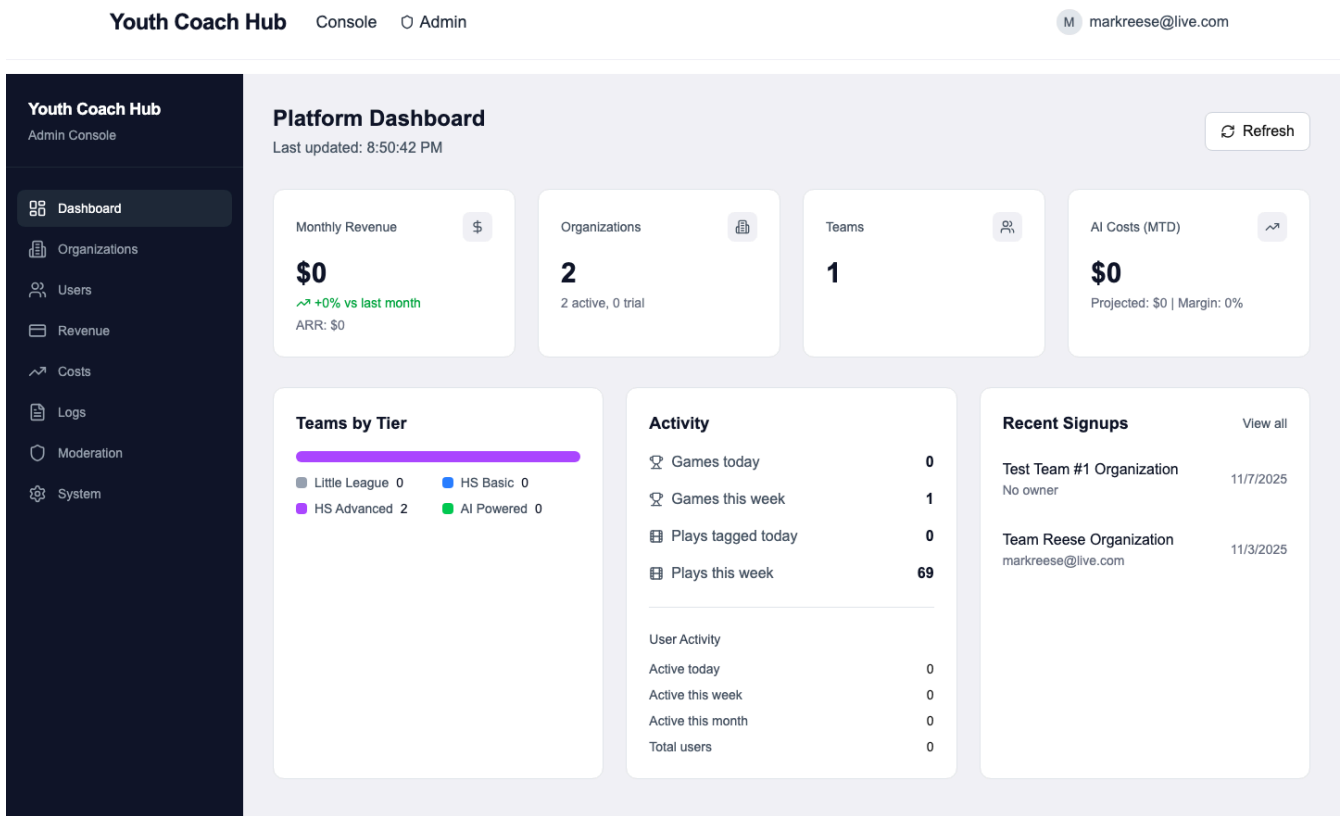 Youth Coach Hub Console Admin M markreese@live.com
Youth Coach Hub
Admin Console
Dashboard
Organizations
Users
Revenue
Costs
Logs
Moderation
System
Platform Dashboard
Last updated: 8:50:42 PM
Refresh
Monthly Revenue $
$0
+0% vs last month
ARR: $0
Organizations
2
2 active, 0 trial
Teams
1
AI Costs (MTD)
$0
Projected: $0 | Margin: 0%
Teams by Tier
Little League 0 HS Basic 0
HS Advanced 2 AI Powered 0
Activity
Games today 0
Games this week 1
Plays tagged today 0
Plays this week 69
User Activity
Active today 0
Active this week 0
Active this month 0
Total users 0
Recent Signups View all
Test Team #1 Organization
No owner
11/7/2025
Team Reese Organization
markreese@live.com
11/3/2025